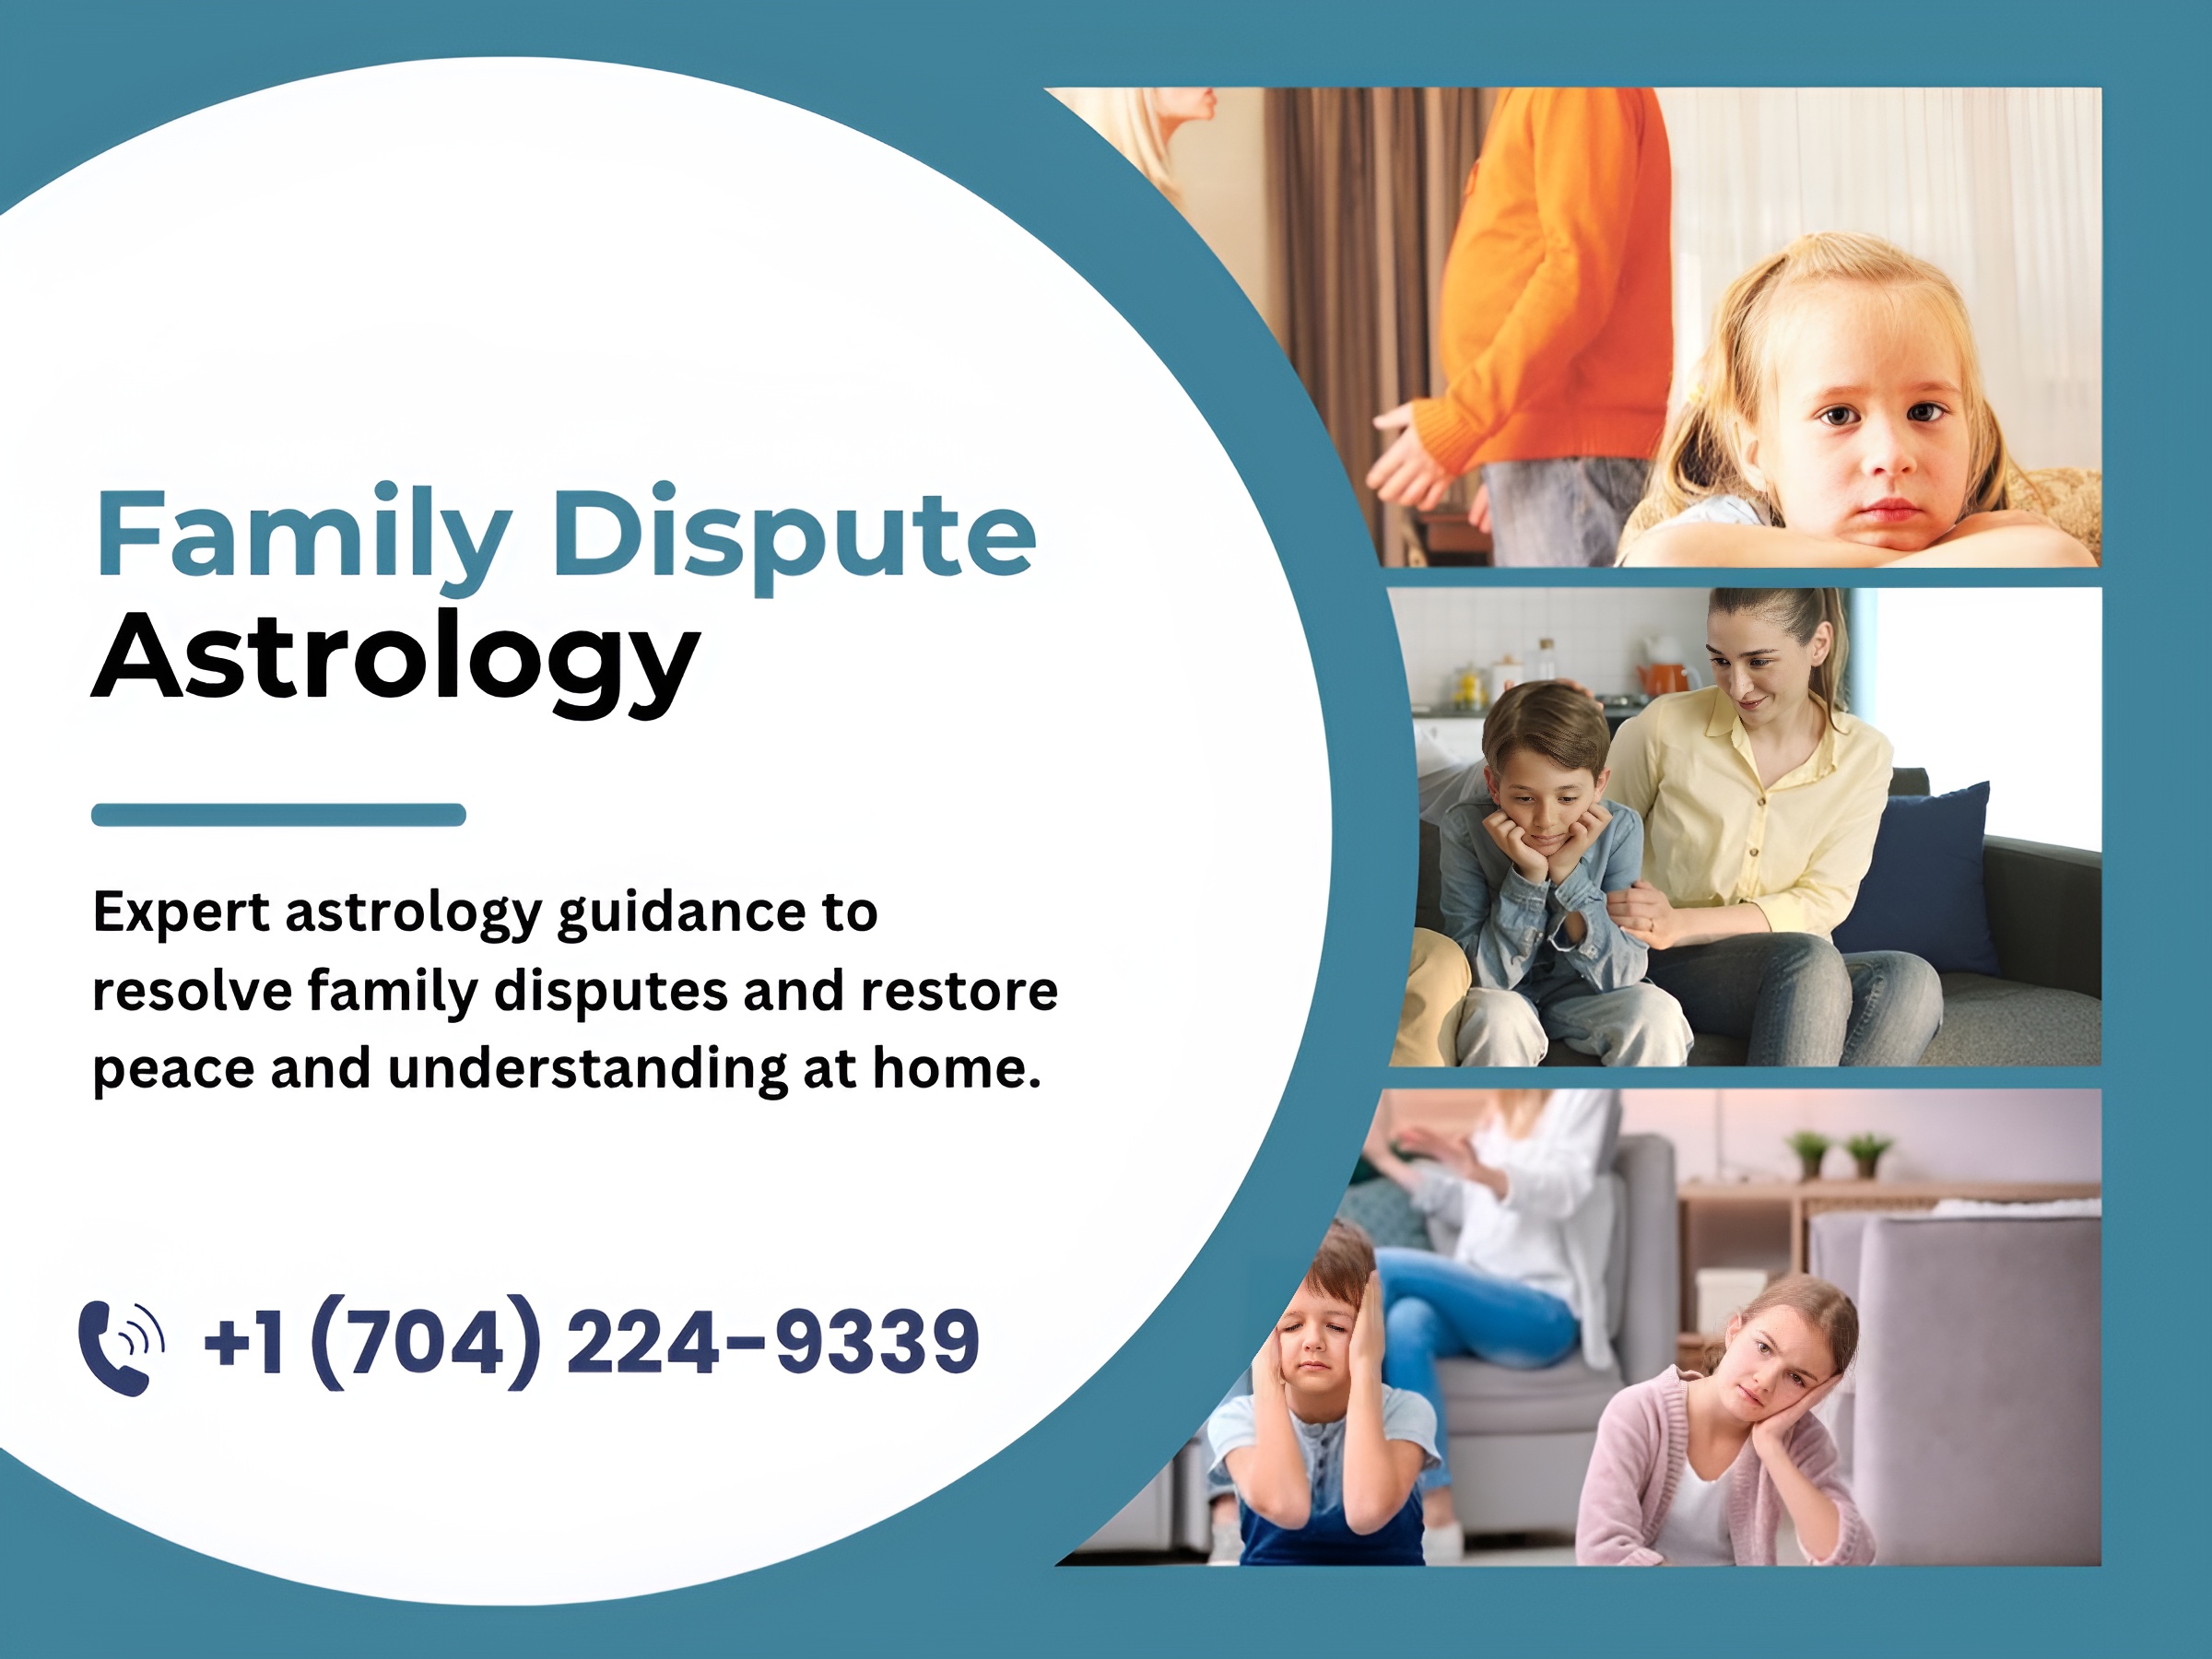 Family Dispute
Astrology
Expert astrology guidance to
resolve family disputes and restore
peace and understanding at home.
+1 (704) 224-9339